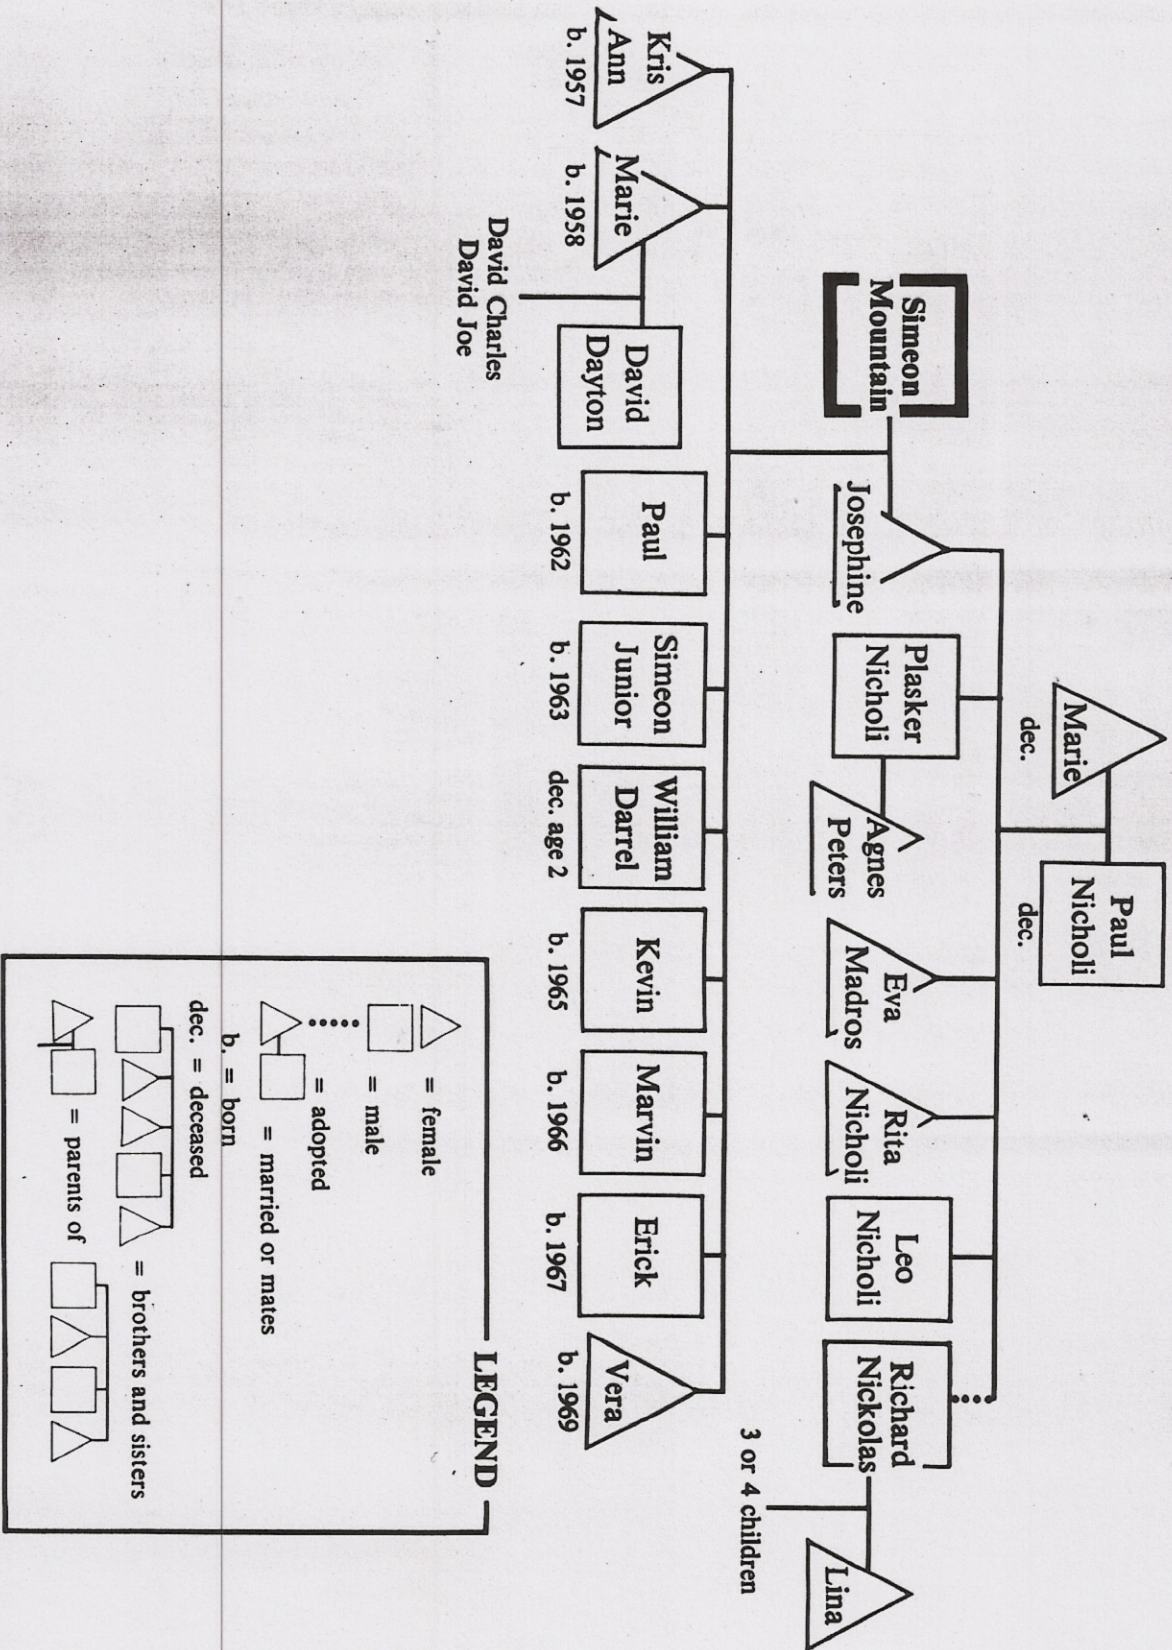 Marie
dec.
Paul
Nicholi
dec.
Simeon
Mountain
Josephine
Plasker
Nicholi
Agnes
Peters
Eva
Madros
Rita
Nicholi
Leo
Nicholi
Richard
Nickolas
Lina
3 or 4 children
Kris
Ann
b. 1957
Marie
b. 1958
David
Dayton
David Charles
David Joe
Paul
b. 1962
Simeon
Junior
b. 1963
William
Darrel
dec. age 2
Kevin
b. 1965
Marvin
b. 1966
Erick
b. 1967
Vera
b. 1969
LEGEND
= female
= male
= adopted
= married or mates
b. = born
dec. = deceased
= brothers and sisters
= parents of